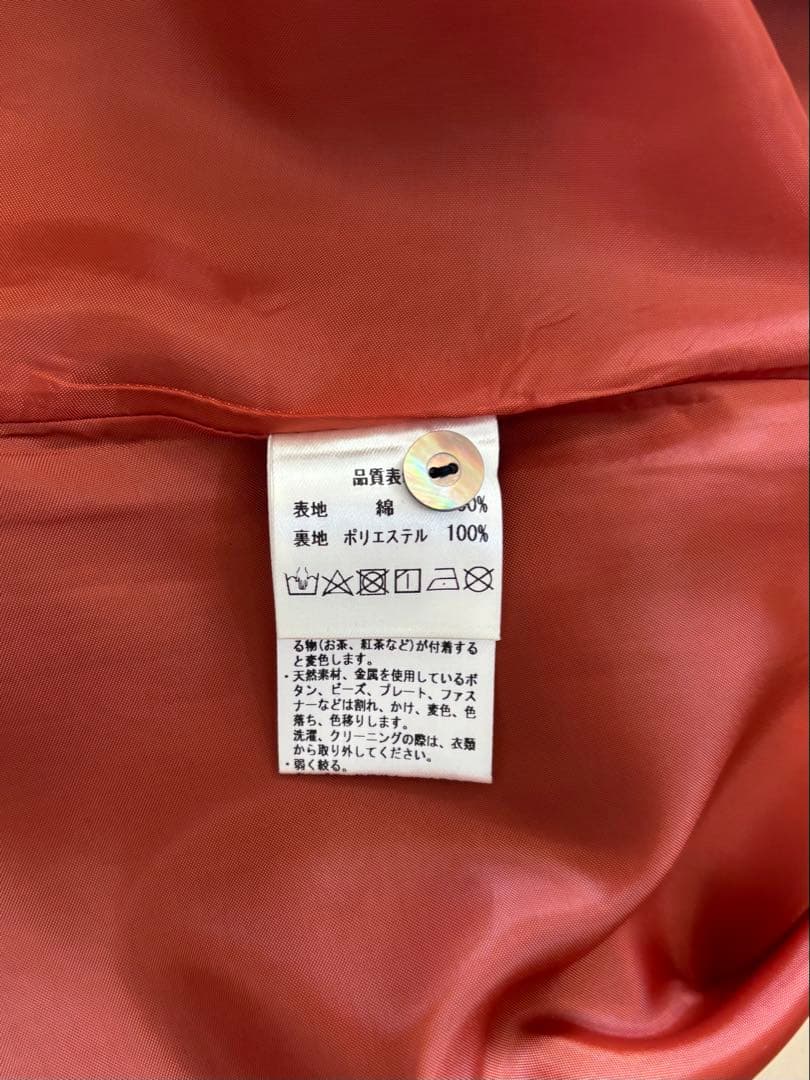 品質表
表地 綿 00%
裏地 ポリエステル 100%
る物(お茶、紅茶など)が付着する
と変色します。
・天然素材、金属を使用しているボ
タン、ビーズ、プレート、ファス
ナーなどは割れ、かけ、変色、色
落ち、色移りします。
洗濯、クリーニングの際は、衣類
から取り外してください。
・弱く絞る。